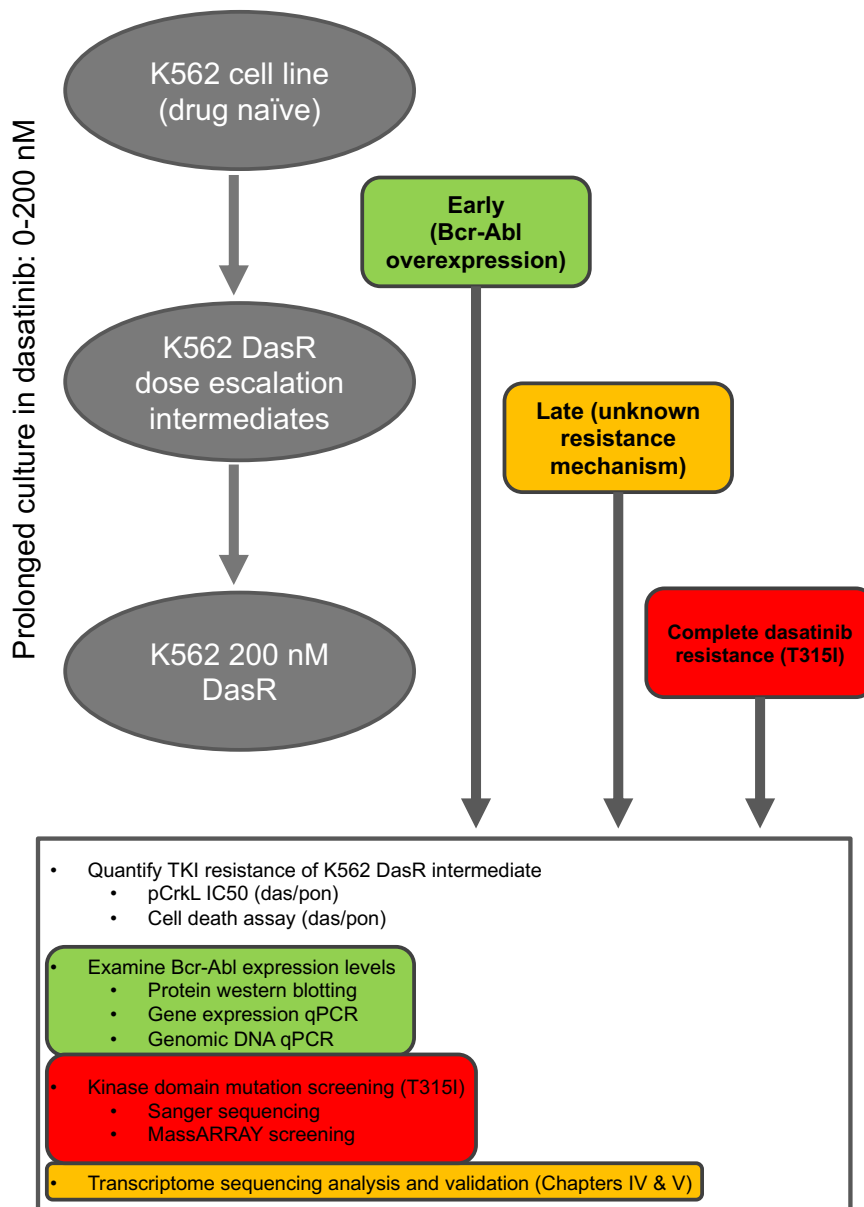 Prolonged culture in dasatinib: 0-200 nM
K562 cell line
(drug naïve)
Early
(Bcr-Abl
overexpression)
K562 DasR
dose escalation
intermediates
Late (unknown
resistance
mechanism)
Complete dasatinib
resistance (T315I)
K562 200 nM
DasR
• Quantify TKI resistance of K562 DasR intermediate
• pCrkL IC50 (das/pon)
• Cell death assay (das/pon)
• Examine Bcr-Abl expression levels
• Protein western blotting
• Gene expression qPCR
• Genomic DNA qPCR
• Kinase domain mutation screening (T315I)
• Sanger sequencing
• MassARRAY screening
• Transcriptome sequencing analysis and validation (Chapters IV & V)